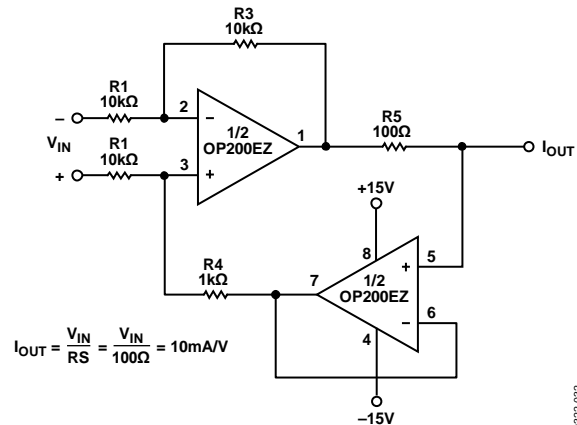 R3
10kΩ
R1
10kΩ
–
2
–
1/2
OP200EZ
1
R5
100Ω
I_OUT
V_IN
R1
10kΩ
+
3
+
+15V
8
5
+
R4
1kΩ
7
1/2
OP200EZ
6
–
4
–15V
I_OUT = V_IN / RS = V_IN / 100Ω = 10mA/V